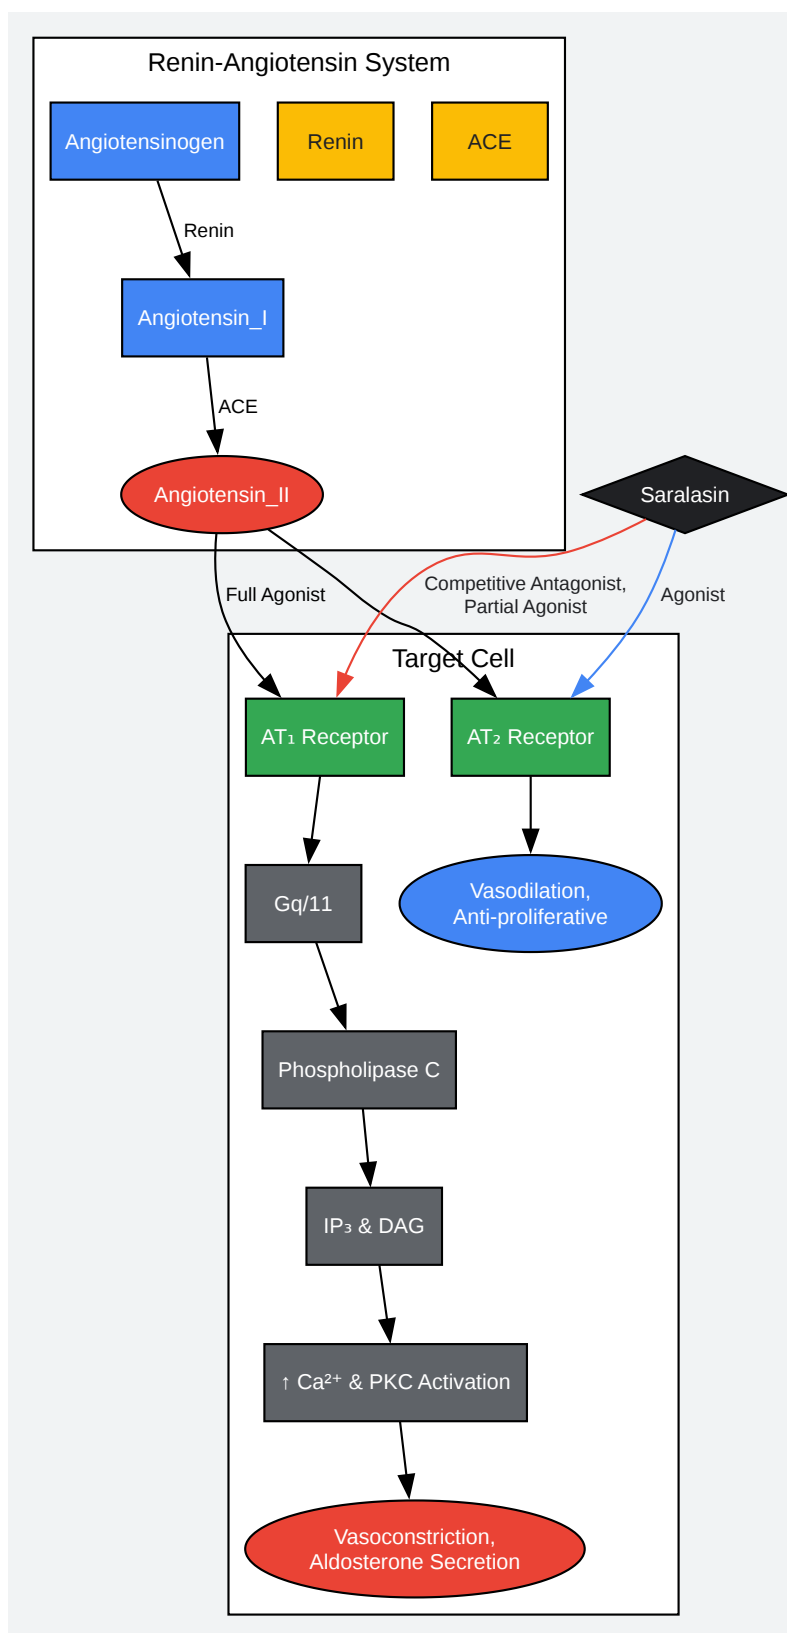 Renin-Angiotensin System
Angiotensinogen
Renin
ACE
Renin
Angiotensin_I
ACE
Angiotensin_II
Saralasin
Full Agonist
Competitive Antagonist,
Partial Agonist
Agonist
Target Cell
AT₁ Receptor
AT₂ Receptor
Gq/11
Vasodilation,
Anti-proliferative
Phospholipase C
IP₃ & DAG
↑ Ca²⁺ & PKC Activation
Vasoconstriction,
Aldosterone Secretion